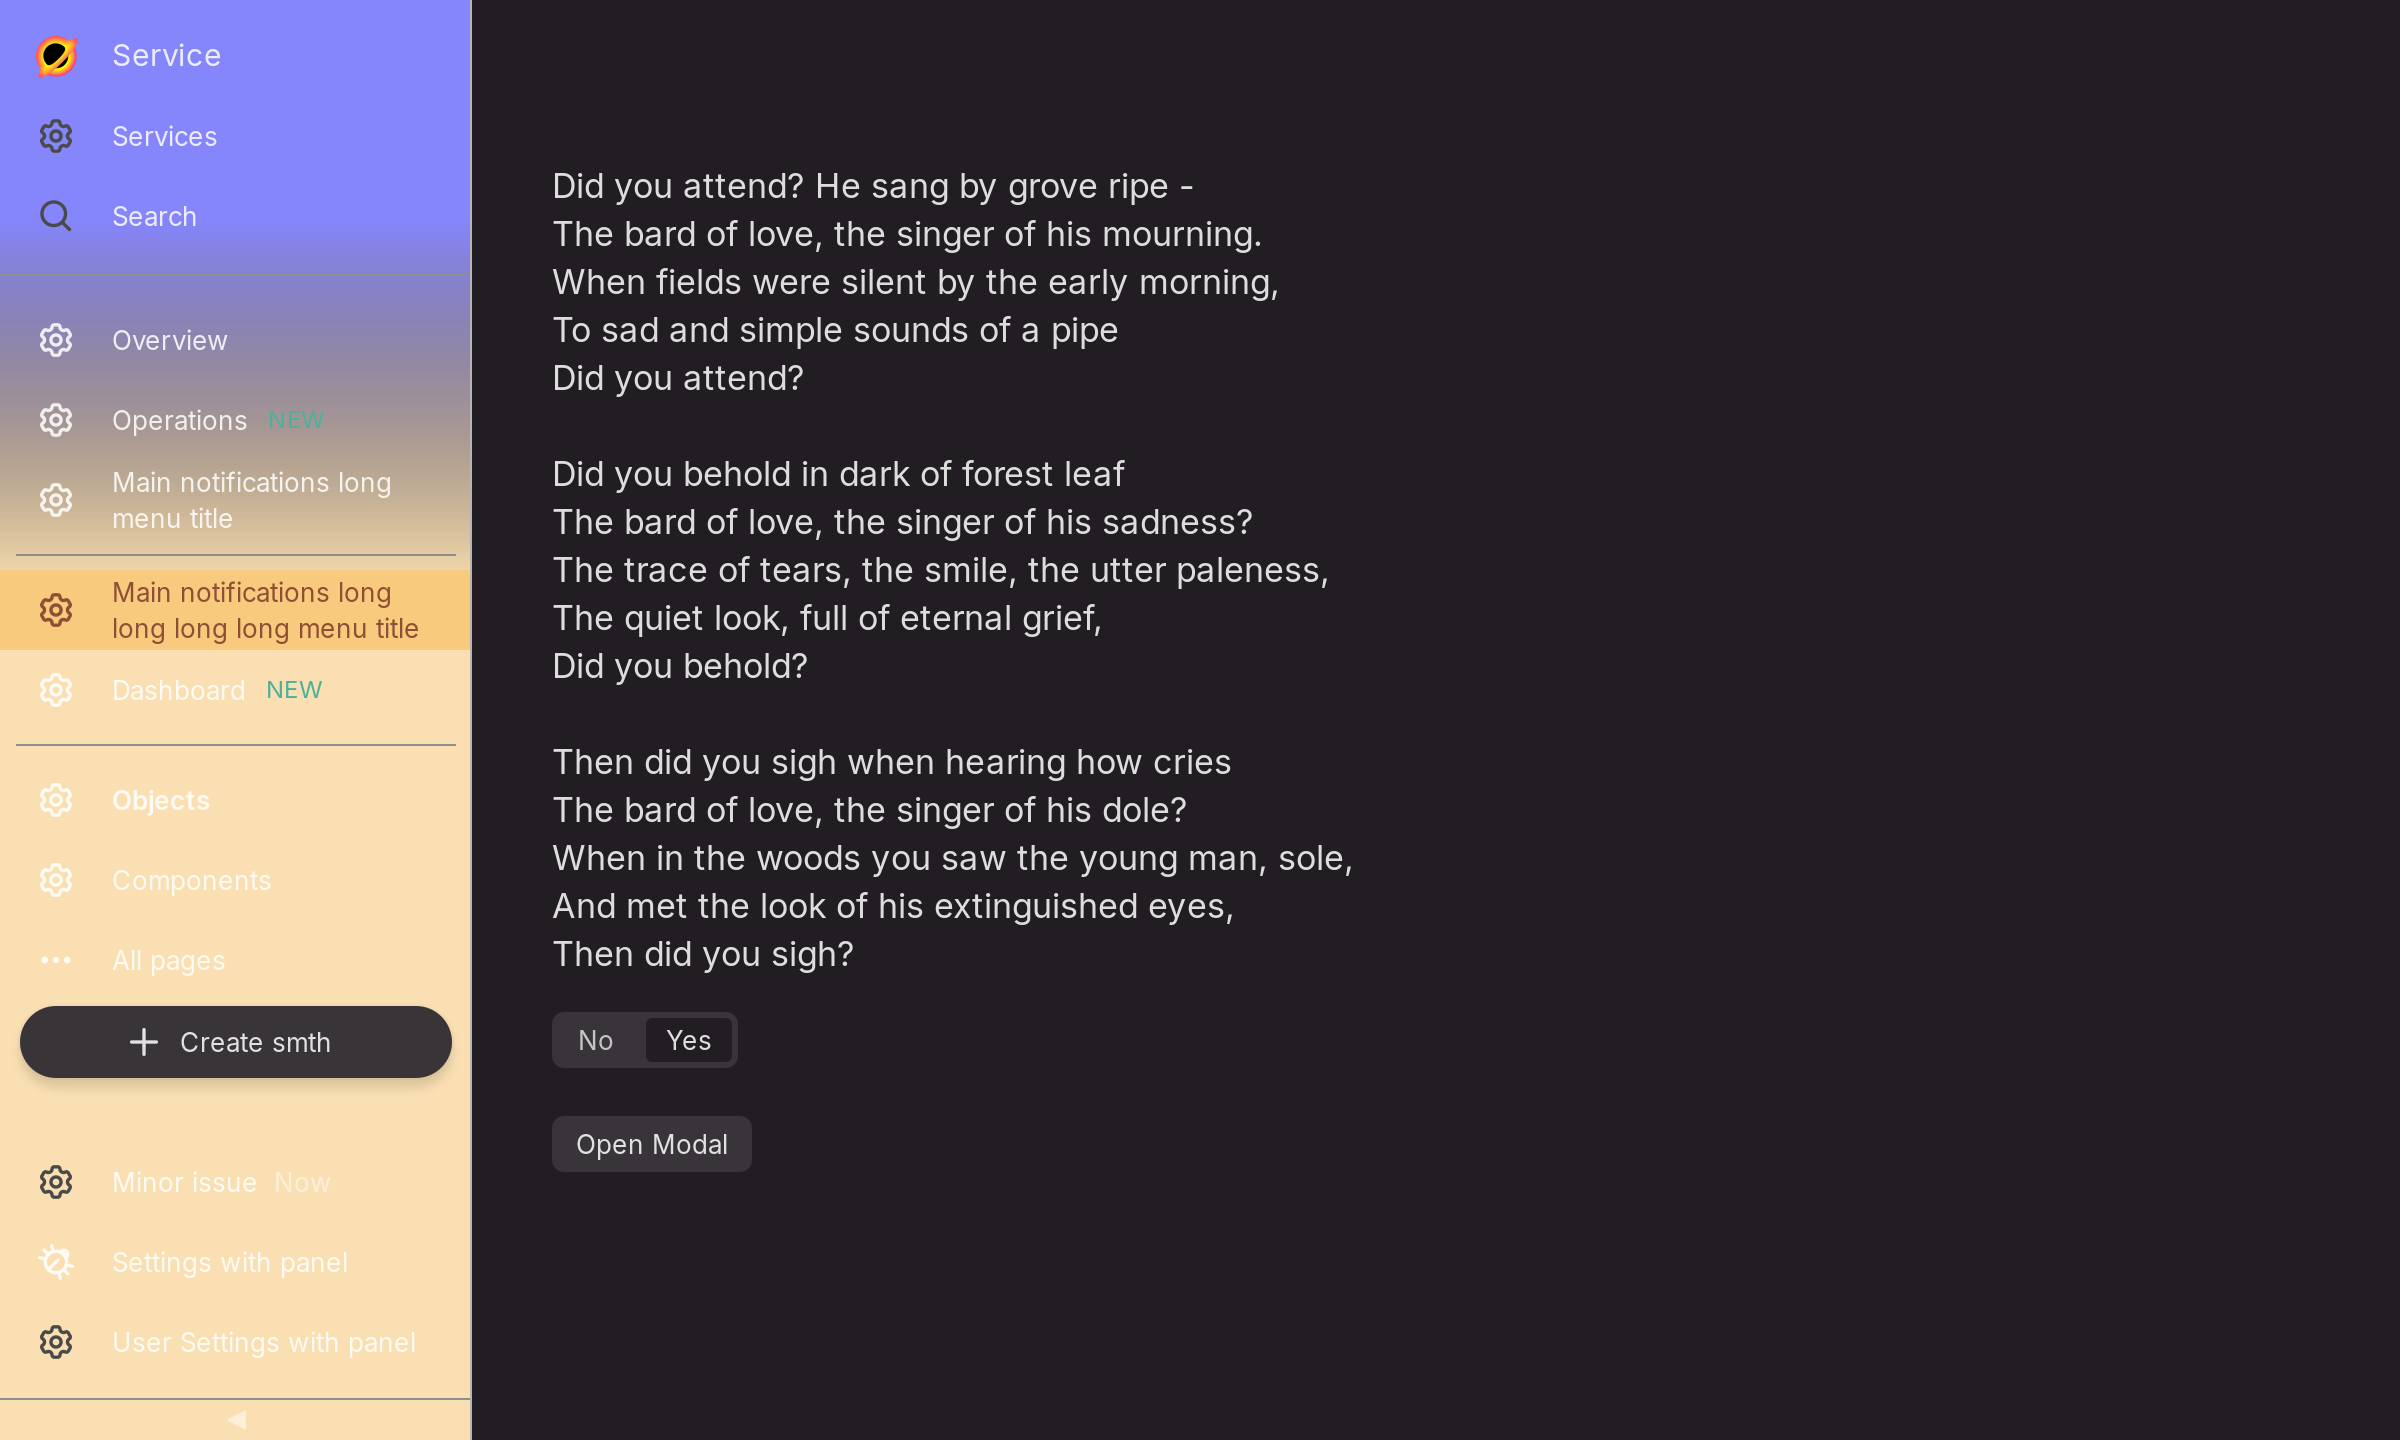 Service
Services
Search
Overview
Operations NEW
Main notifications long
menu title
Main notifications long
long long long menu title
Dashboard NEW
Objects
Components
All pages
Create smth
Minor issue Now
Settings with panel
User Settings with panel
Did you attend? He sang by grove ripe -
The bard of love, the singer of his mourning.
When fields were silent by the early morning,
To sad and simple sounds of a pipe
Did you attend?
Did you behold in dark of forest leaf
The bard of love, the singer of his sadness?
The trace of tears, the smile, the utter paleness,
The quiet look, full of eternal grief,
Did you behold?
Then did you sigh when hearing how cries
The bard of love, the singer of his dole?
When in the woods you saw the young man, sole,
And met the look of his extinguished eyes,
Then did you sigh?
No Yes
Open Modal